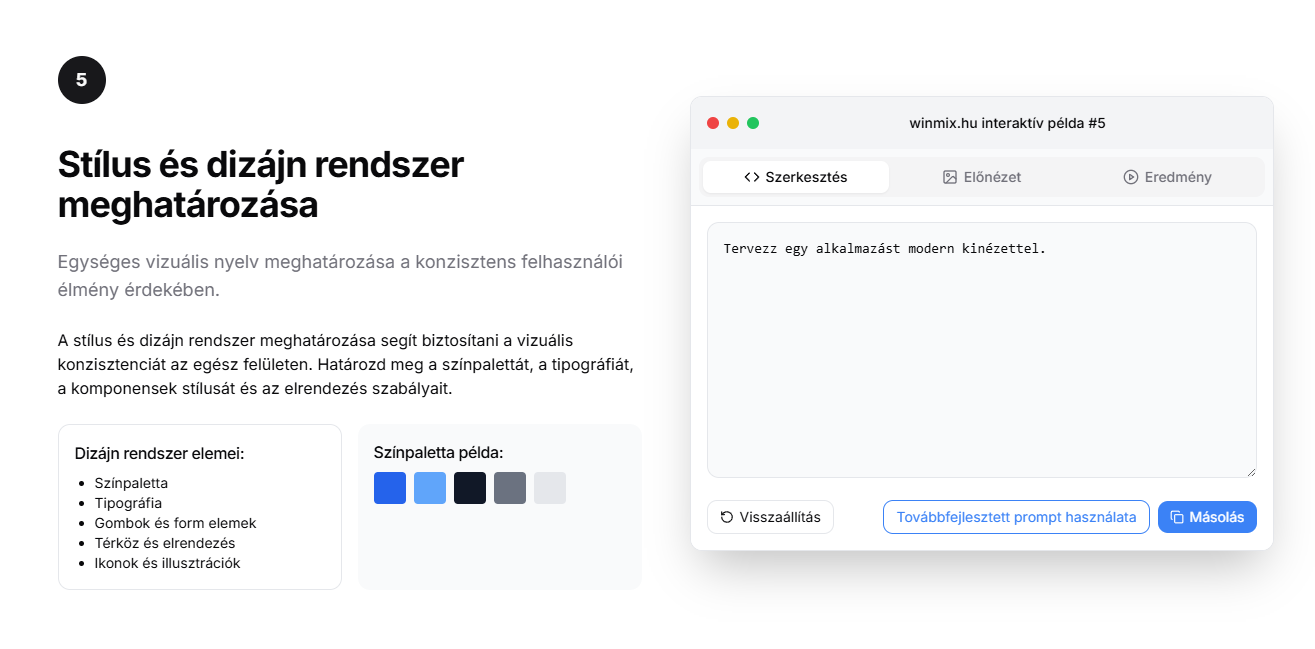 5
Stílus és dizájn rendszer
meghatározása
Egységes vizuális nyelv meghatározása a konzisztens felhasználói
élmény érdekében.
A stílus és dizájn rendszer meghatározása segít biztosítani a vizuális
konzisztenciát az egész felületen. Határozd meg a színpalettát, a tipográfiát,
a komponensek stílusát és az elrendezés szabályait.
Dizájn rendszer elemei:
Színpaletta
Tipográfia
Gombok és form elemek
Térköz és elrendezés
Ikonok és illusztrációk
Színpaletta példa:
winmix.hu interaktív példa #5
Szerkesztés
Előnézet
Eredmény
Tervezz egy alkalmazást modern kinézettel.
Visszaállítás
Továbbfejlesztett prompt használata
Másolás